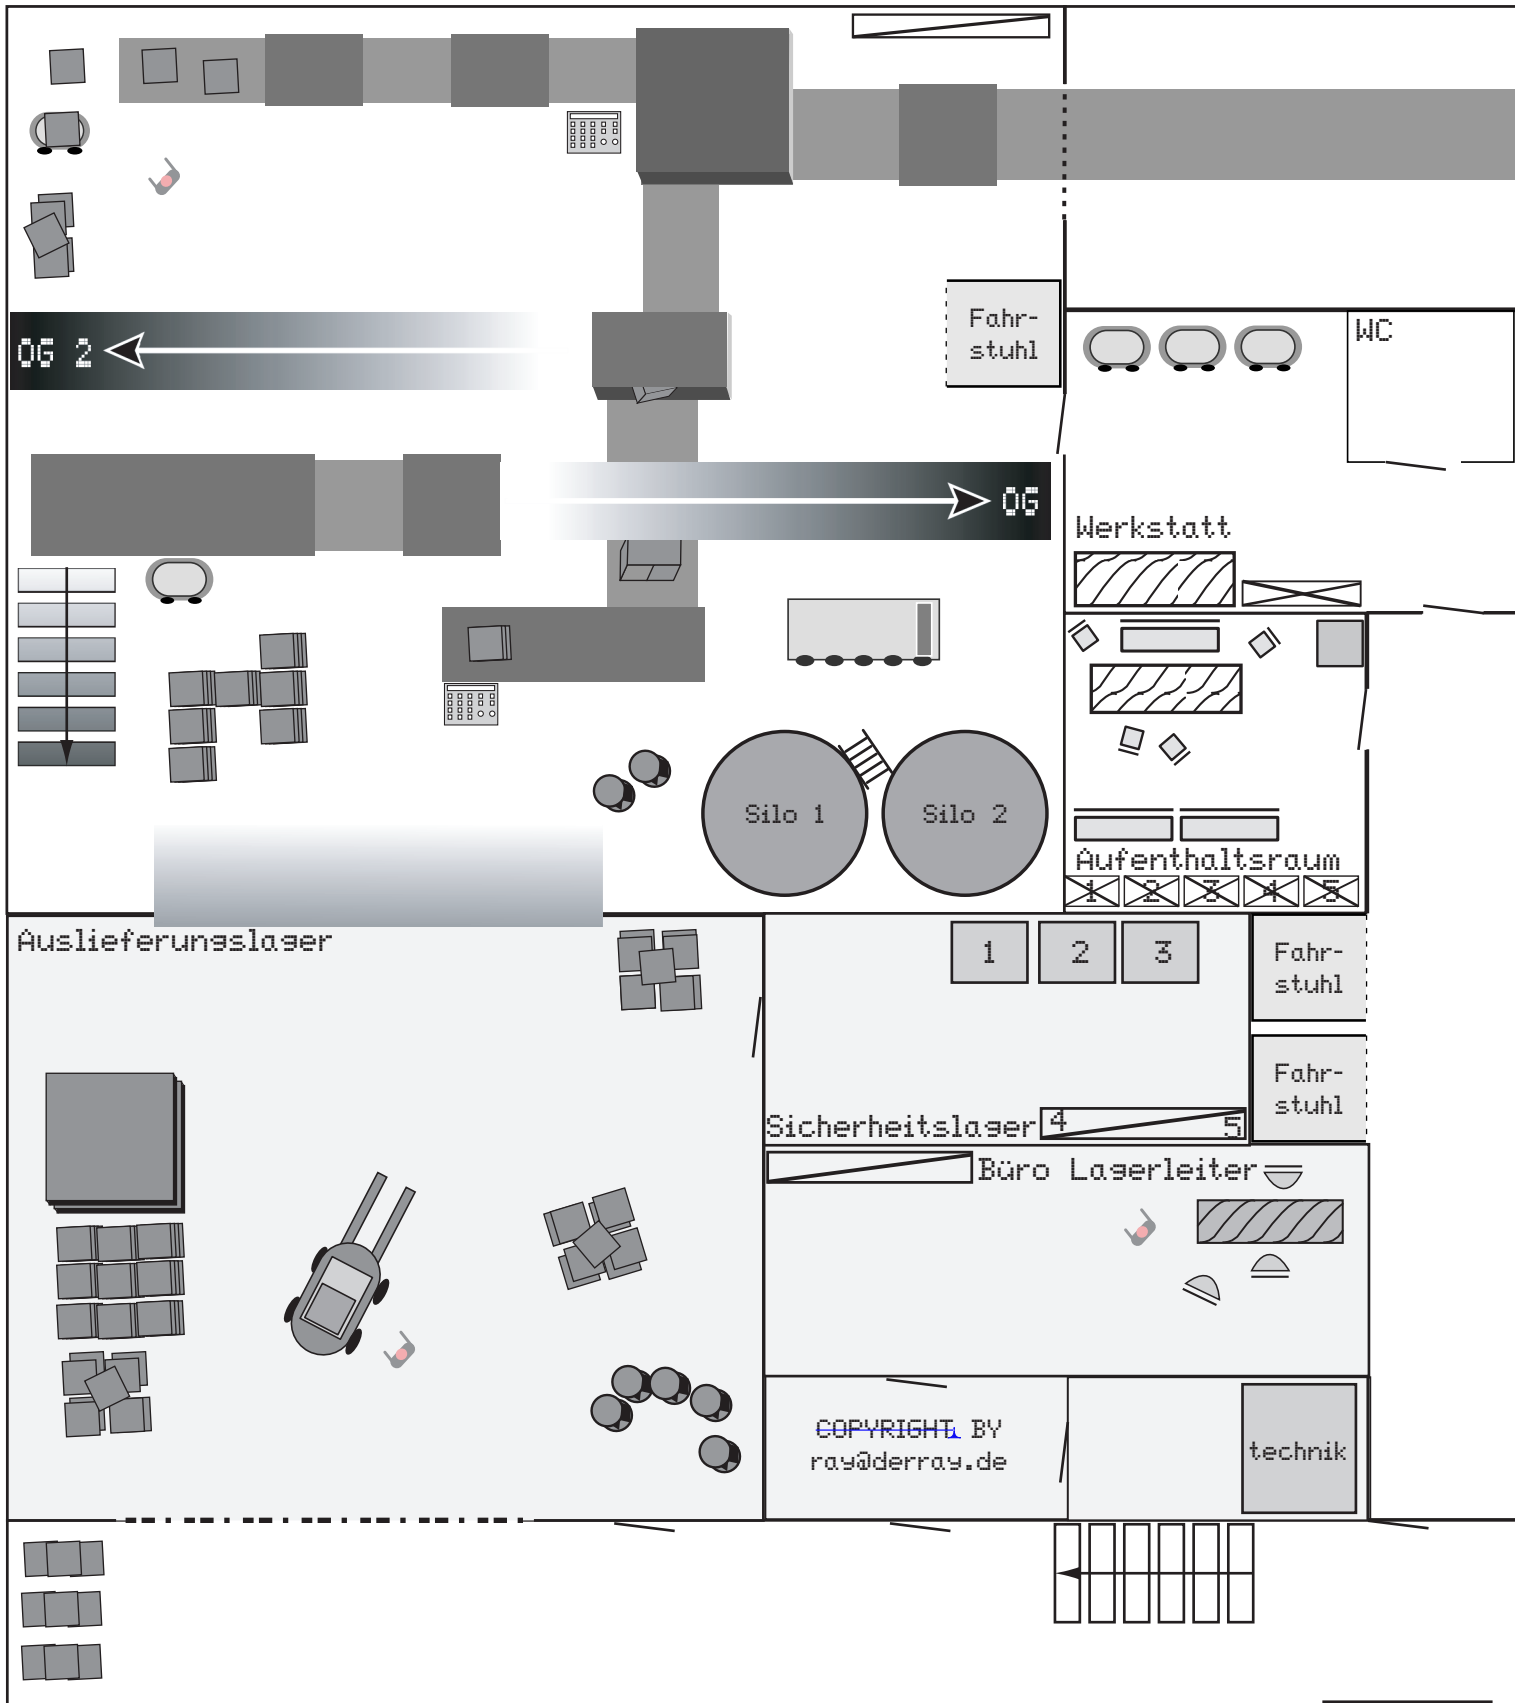 Fahr-
stuhl
WC
OG 2
OG
Werkstatt
Silo 1
Silo 2
Aufenthaltsraum
1
2
3
4
5
Auslieferungslager
1
2
3
Fahr-
stuhl
Fahr-
stuhl
Sicherheitslager
4
5
Büro Lagerleiter
COPYRIGHT BY
ray@derray.de
technik